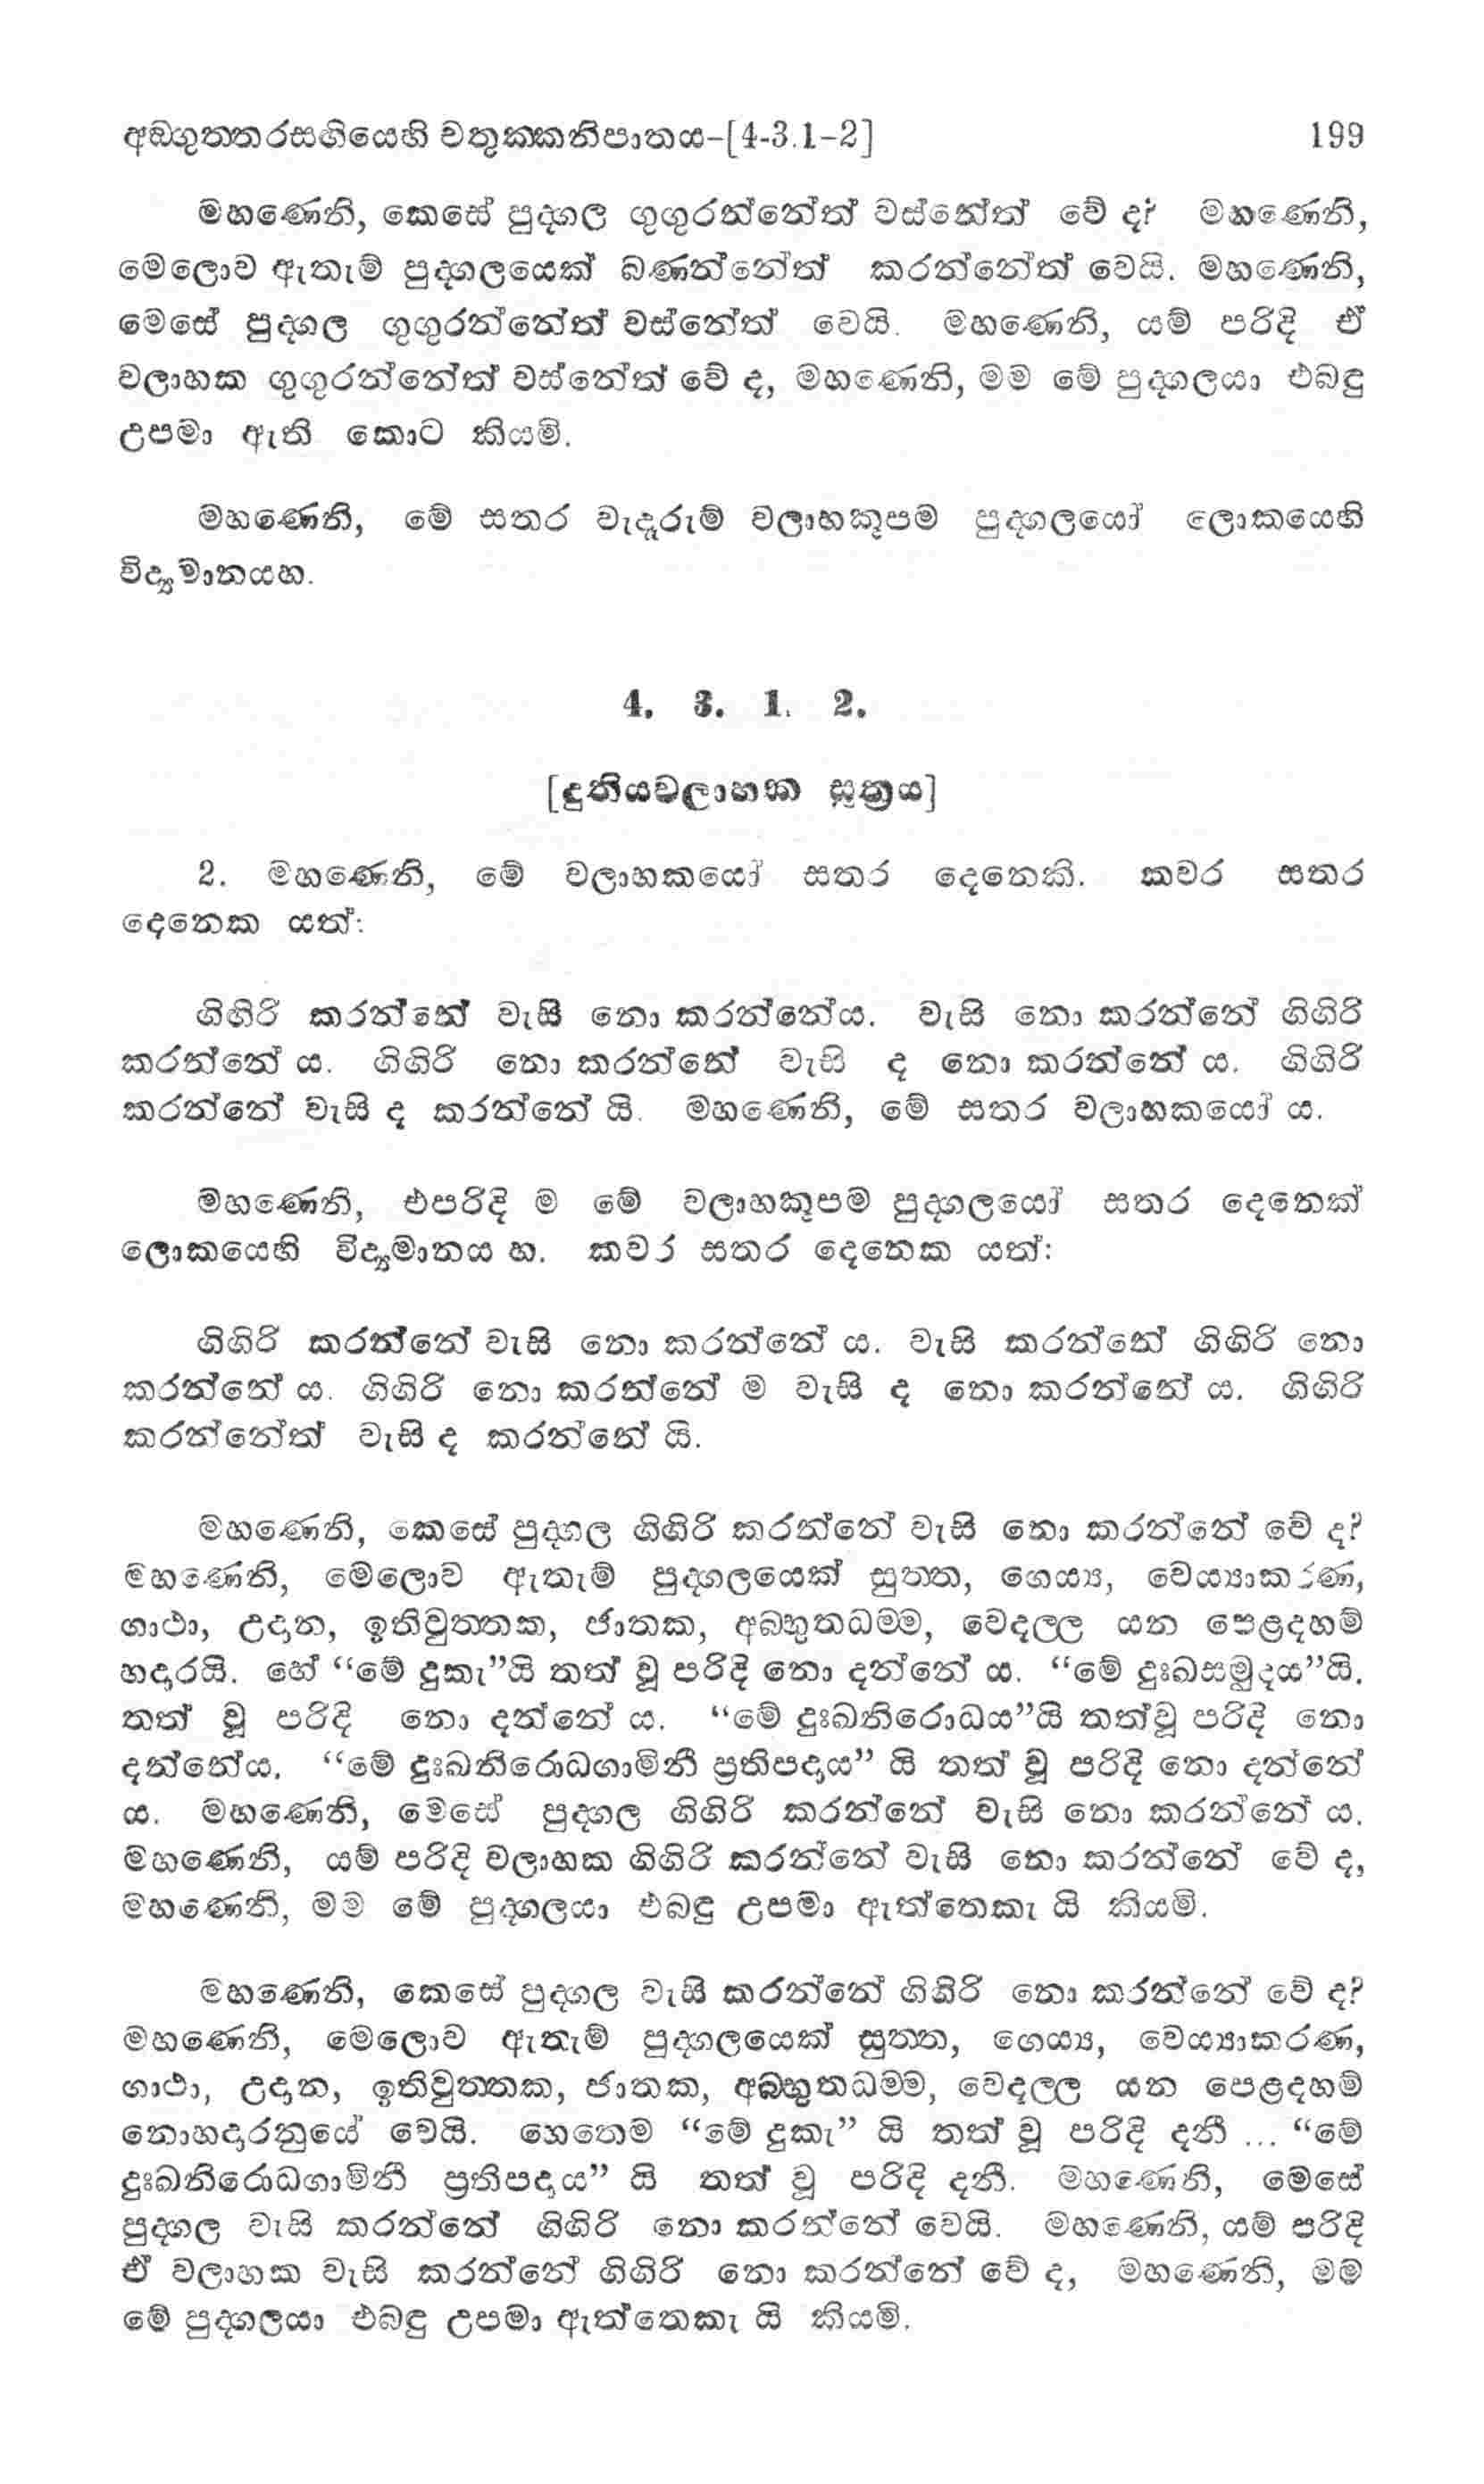 අඞගුත්තරසඟියෙහි චතුක්කනිපාතය–[4-3.1–2] 199
මහණෙනි, කෙසේ පුද්ගල ගුගුරන්නේත් වස්නේත් වේ ද? මහණෙනි,
මෙලොව ඇතැම් පුද්ගලයෙක් බණන්නේත් කරන්නේත් වෙයි. මහණෙනි,
මෙසේ පුද්ගල ගුගුරන්නේත් වස්නේත් වෙයි. මහණෙනි, යම් පරිදි ඒ
වලාහක ගුගුරන්නේත් වස්නේත් වේ ද, මහණෙනි, මම මේ පුද්ගලයා එබඳු
උපමා ඇති කොට කියමි.
මහණෙනි, මේ සතර වැදෑරුම් වලාහකූපම පුද්ගලයෝ ලොකයෙහි
විද්‍යමානයහ.
4. 3. 1. 2.
[දුතියවලාහක සූත්‍රය]
2. මහණෙනි, මේ වලාහකයෝ සතර දෙනෙකි. කවර සතර
දෙනෙක යත්:
ගිගිරි කරන්නේ වැසි නො කරන්නේය. වැසි නො කරන්නේ ගිගිරි
කරන්නේ ය. ගිගිරි නො කරන්නේ වැසි ද නො කරන්නේ ය. ගිගිරි
කරන්නේ වැසි ද කරන්නේ යි. මහණෙනි, මේ සතර වලාහකයෝ ය.
මහණෙනි, එපරිදි ම මේ වලාහකූපම පුද්ගලයෝ සතර දෙනෙක්
ලොකයෙහි විද්‍යමානය හ. කවර සතර දෙනෙක යත්:
ගිගිරි කරන්නේ වැසි නො කරන්නේ ය. වැසි කරන්නේ ගිගිරි නො
කරන්නේ ය. ගිගිරි නො කරන්නේ ම වැසි ද නො කරන්නේ ය. ගිගිරි
කරන්නේත් වැසි ද කරන්නේ යි.
මහණෙනි, කෙසේ පුද්ගල ගිගිරි කරන්නේ වැසි නො කරන්නේ වේ ද?
මහණෙනි, මෙලොව ඇතැම් පුද්ගලයෙක් සුත්ත, ගෙය්‍ය, වෙය්‍යාකරණ,
ගාථා, උදාන, ඉතිවුත්තක, ජාතක, අබ්භුතධම්ම, වෙදල්ල යන පෙළදහම්
හදාරයි. හේ “මේ දුකැ”යි තත් වූ පරිදි නො දන්නේ ය. “මේ දුඃඛසමුදය”යි.
තත් වූ පරිදි නො දන්නේ ය. “මේ දුඃඛනිරොධය”යි තත්වූ පරිදි නො
දන්නේය. “මේ දුඃඛනිරොධගාමිනී ප්‍රතිපදාය” යි තත් වූ පරිදි නො දන්නේ
ය. මහණෙනි, මෙසේ පුද්ගල ගිගිරි කරන්නේ වැසි නො කරන්නේ ය.
මහණෙනි, යම් පරිදි වලාහක ගිගිරි කරන්නේ වැසි නො කරන්නේ වේ ද,
මහණෙනි, මම මේ පුද්ගලයා එබඳු උපමා ඇත්තෙකැ යි කියමි.
මහණෙනි, කෙසේ පුද්ගල වැසි කරන්නේ ගිගිරි නො කරන්නේ වේ ද?
මහණෙනි, මෙලොව ඇතැම් පුද්ගලයෙක් සුත්ත, ගෙය්‍ය, වෙය්‍යාකරණ,
ගාථා, උදාන, ඉතිවුත්තක, ජාතක, අබ්භුතධම්ම, වෙදල්ල යන පෙළදහම්
නොහදාරනුයේ වෙයි. හෙතෙම “මේ දුකැ” යි තත් වූ පරිදි දනී ... “මේ
දුඃඛනිරොධගාමිනී ප්‍රතිපදාය” යි තත් වූ පරිදි දනී. මහණෙනි, මෙසේ
පුද්ගල වැසි කරන්නේ ගිගිරි නො කරන්නේ වෙයි. මහණෙනි, යම් පරිදි
ඒ වලාහක වැසි කරන්නේ ගිගිරි නො කරන්නේ වේ ද, මහණෙනි, මම
මේ පුද්ගලයා එබඳු උපමා ඇත්තෙකැ යි කියමි.